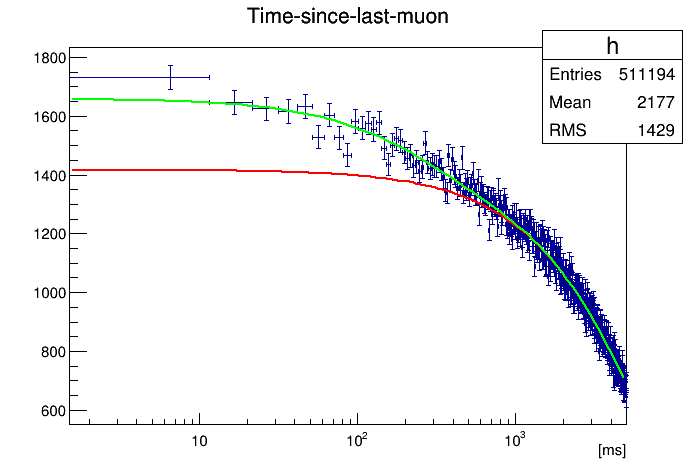 Time-since-last-muon
h
Entries 511194
Mean 2177
RMS 1429
1800
1600
1400
1200
1000
800
600
10
10²
10³
[ms]